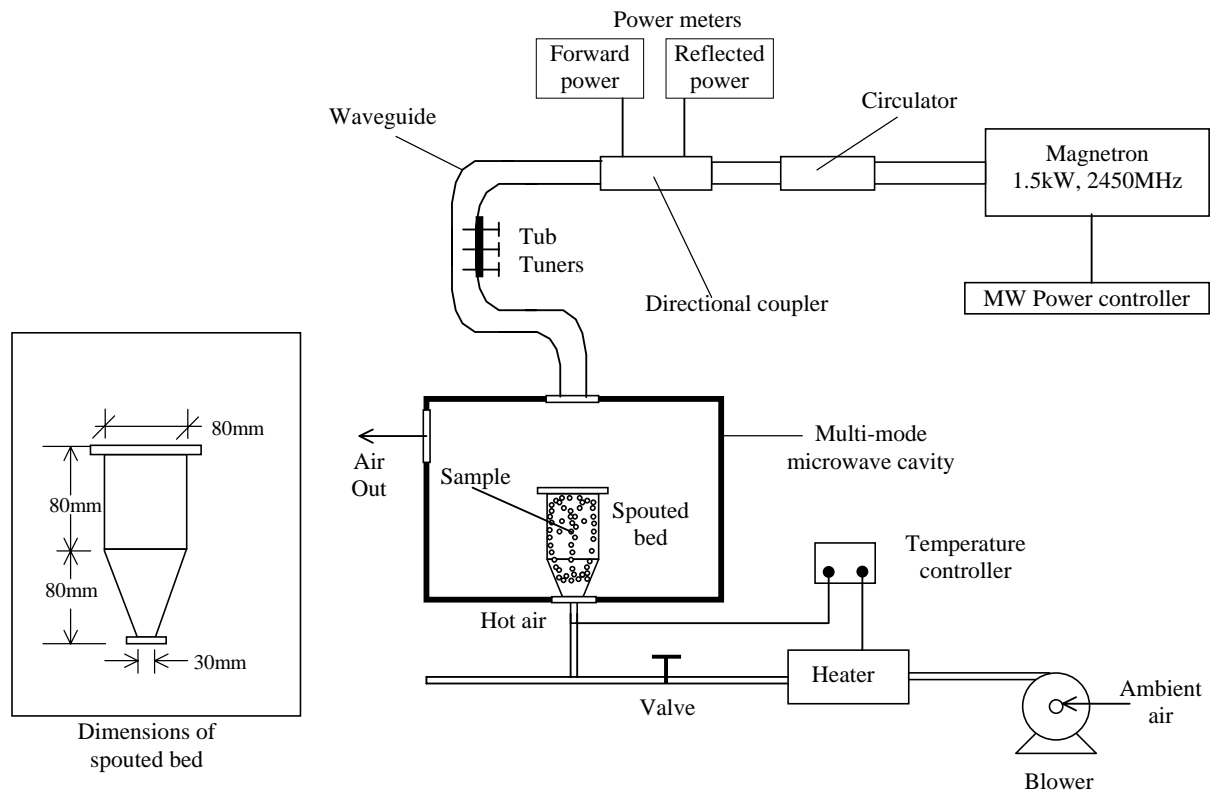 Power meters
Forward
power
Reflected
power
Circulator
Waveguide
Magnetron
1.5kW, 2450MHz
Tub
Tuners
Directional coupler
MW Power controller
80mm
80mm
80mm
30mm
Dimensions of
spouted bed
Air
Out
Sample
Spouted
bed
Multi-mode
microwave cavity
Temperature
controller
Hot air
Heater
Valve
Ambient
air
Blower